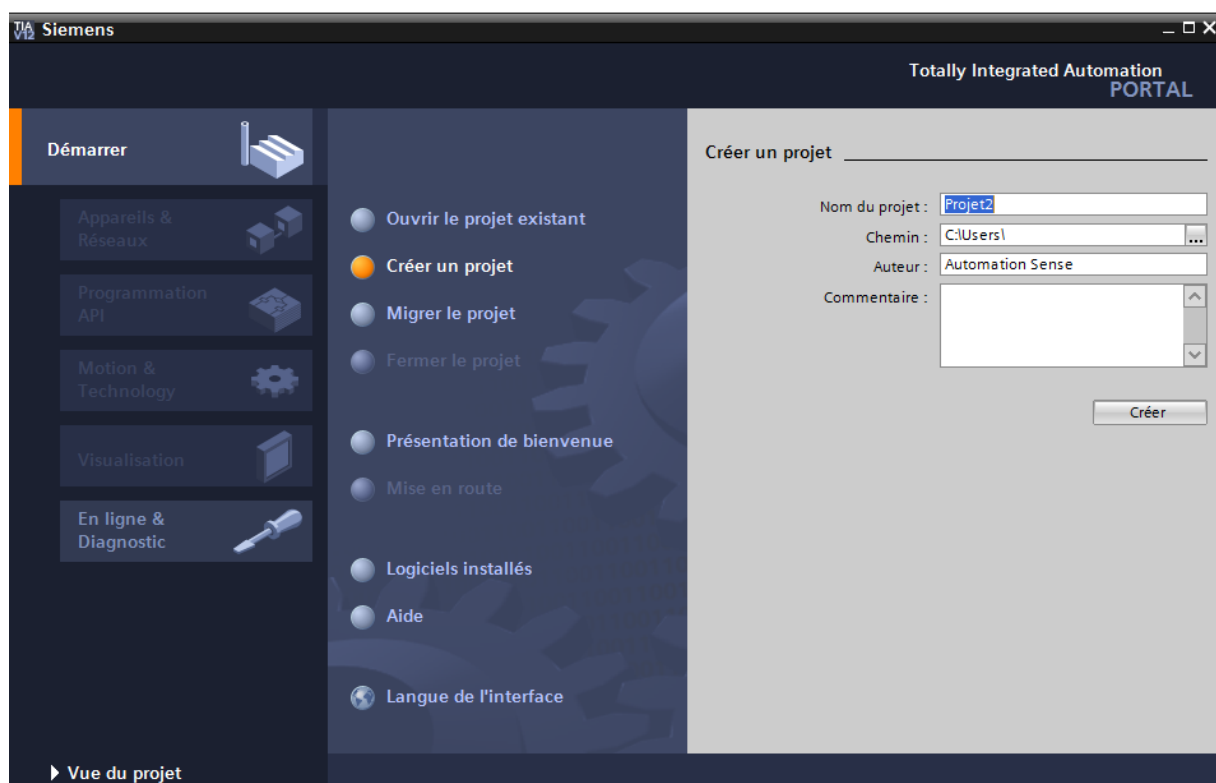 TIA V12 Siemens
Totally Integrated Automation
PORTAL
Démarrer
Appareils &
Réseaux
Programmation
API
Motion &
Technology
Visualisation
En ligne &
Diagnostic
Vue du projet
Ouvrir le projet existant
Créer un projet
Migrer le projet
Fermer le projet
Présentation de bienvenue
Mise en route
Logiciels installés
Aide
Langue de l'interface
Créer un projet
Nom du projet : Projet2
Chemin : C:\Users\ ...
Auteur : Automation Sense
Commentaire :
Créer